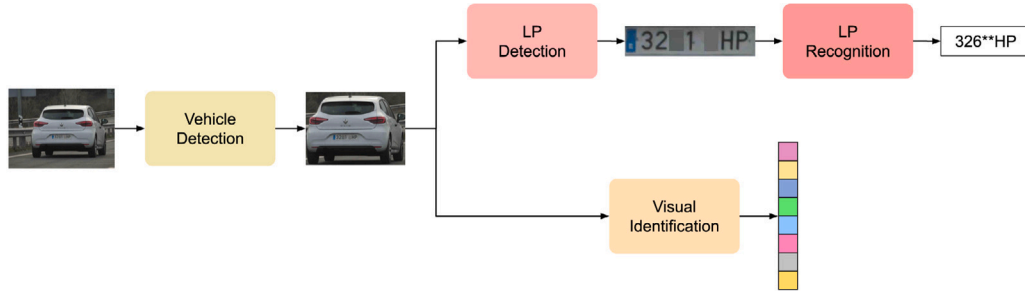 LP
Detection
32 1 HP
LP
Recognition
326**HP
Vehicle
Detection
Visual
Identification